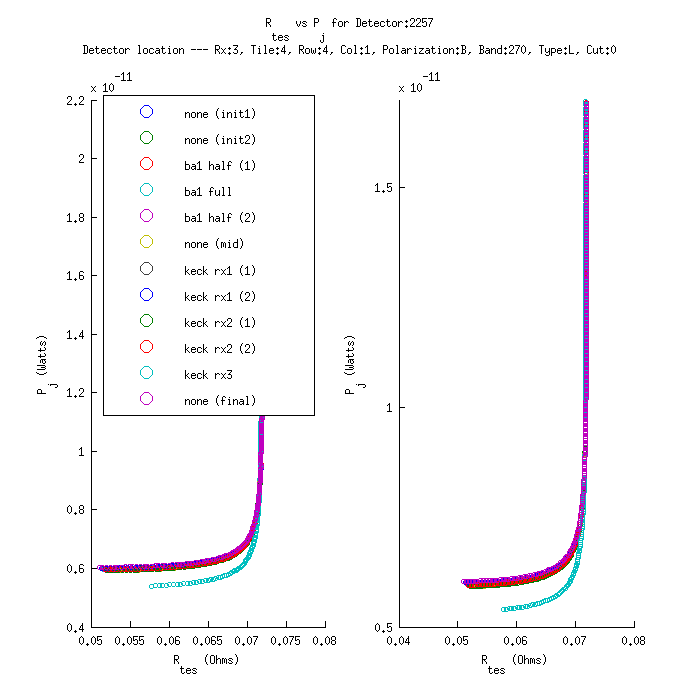 R tes vs P j for Detector:2257
Detector location --- Rx:3, Tile:4, Row:4, Col:1, Polarization:B, Band:270, Type:L, Cut:0
x 10 -11
2.2
2
1.8
1.6
1.4
1.2
1
0.8
0.6
0.4
P j (Watts)
none (init1)
none (init2)
ba1 half (1)
ba1 full
ba1 half (2)
none (mid)
keck rx1 (1)
keck rx1 (2)
keck rx2 (1)
keck rx2 (2)
keck rx3
none (final)
0.05 0.055 0.06 0.065 0.07 0.075 0.08
R tes (Ohms)
x 10 -11
1.5
1
0.5
P j (Watts)
0.04 0.05 0.06 0.07 0.08
R tes (Ohms)